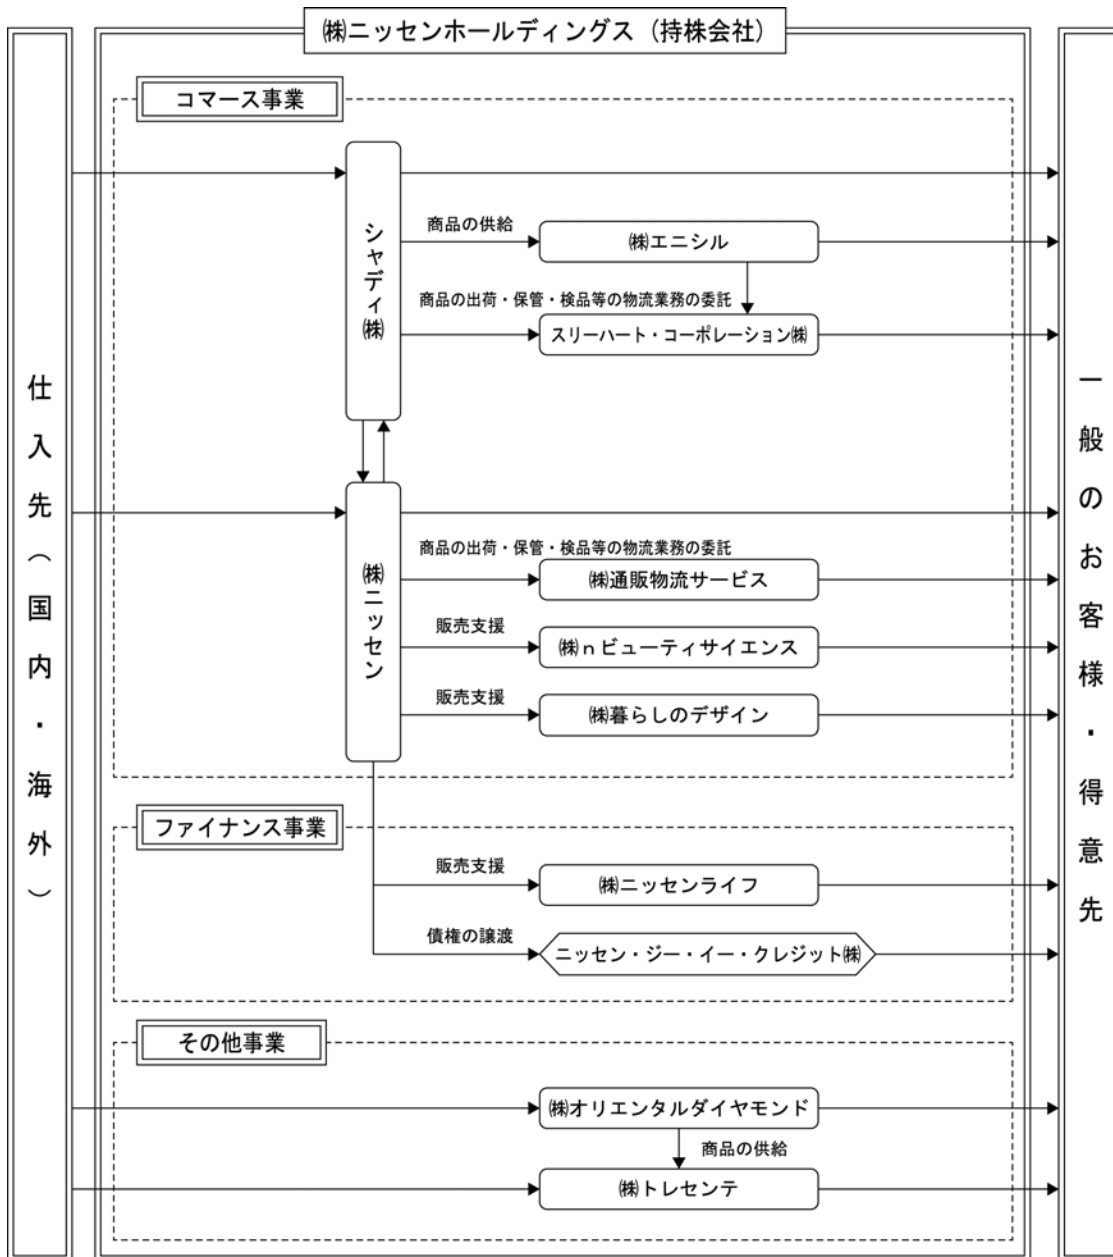 ㈱ニッセンホールディングス（持株会社）
仕入先（国内・海外）
一般のお客様・得意先
コマース事業
シャディ㈱
商品の供給
㈱エニシル
商品の出荷・保管・検品等の物流業務の委託
スリーハート・コーポレーション㈱
㈱ニッセン
商品の出荷・保管・検品等の物流業務の委託
㈱通販物流サービス
販売支援
㈱ｎビューティサイエンス
販売支援
㈱暮らしのデザイン
ファイナンス事業
販売支援
㈱ニッセンライフ
債権の譲渡
ニッセン・ジー・イー・クレジット㈱
その他事業
㈱オリエンタルダイヤモンド
商品の供給
㈱トレセンテ